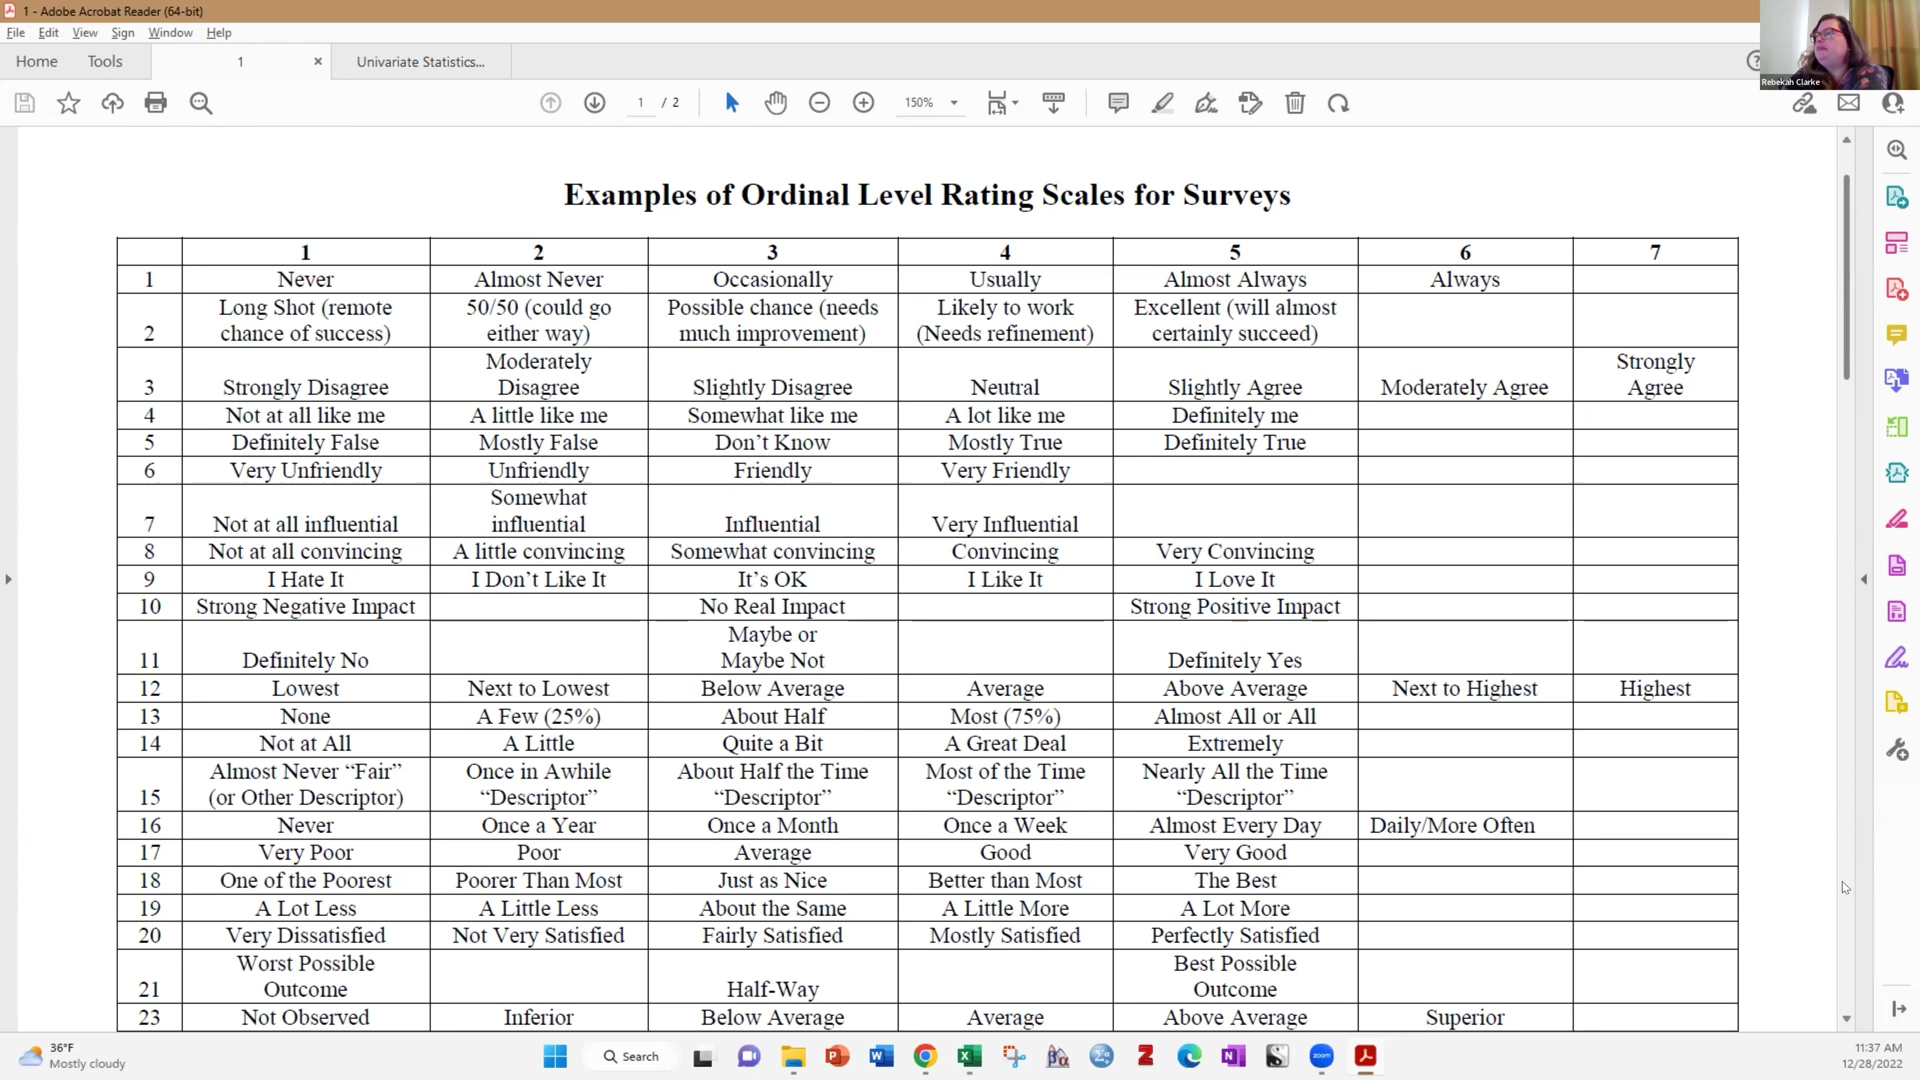 1 - Adobe Acrobat Reader (64-bit)
File Edit View Sign Window Help
Home Tools 1 × Univariate Statistics...
Rebekah Clarke
1 / 2 150%
Examples of Ordinal Level Rating Scales for Surveys
1 2 3 4 5 6 7
1 Never Almost Never Occasionally Usually Almost Always Always
2 Long Shot (remote chance of success) 50/50 (could go either way) Possible chance (needs much improvement) Likely to work (Needs refinement) Excellent (will almost certainly succeed)
3 Strongly Disagree Moderately Disagree Slightly Disagree Neutral Slightly Agree Moderately Agree Strongly Agree
4 Not at all like me A little like me Somewhat like me A lot like me Definitely me
5 Definitely False Mostly False Don’t Know Mostly True Definitely True
6 Very Unfriendly Unfriendly Friendly Very Friendly
7 Not at all influential Somewhat influential Influential Very Influential
8 Not at all convincing A little convincing Somewhat convincing Convincing Very Convincing
9 I Hate It I Don’t Like It It’s OK I Like It I Love It
10 Strong Negative Impact No Real Impact Strong Positive Impact
11 Definitely No Maybe or Maybe Not Definitely Yes
12 Lowest Next to Lowest Below Average Average Above Average Next to Highest Highest
13 None A Few (25%) About Half Most (75%) Almost All or All
14 Not at All A Little Quite a Bit A Great Deal Extremely
15 Almost Never “Fair” (or Other Descriptor) Once in Awhile “Descriptor” About Half the Time “Descriptor” Most of the Time “Descriptor” Nearly All the Time “Descriptor”
16 Never Once a Year Once a Month Once a Week Almost Every Day Daily/More Often
17 Very Poor Poor Average Good Very Good
18 One of the Poorest Poorer Than Most Just as Nice Better than Most The Best
19 A Lot Less A Little Less About the Same A Little More A Lot More
20 Very Dissatisfied Not Very Satisfied Fairly Satisfied Mostly Satisfied Perfectly Satisfied
21 Worst Possible Outcome Half-Way Best Possible Outcome
23 Not Observed Inferior Below Average Average Above Average Superior
36°F
Mostly cloudy
Search
zoom
11:37 AM
12/28/2022